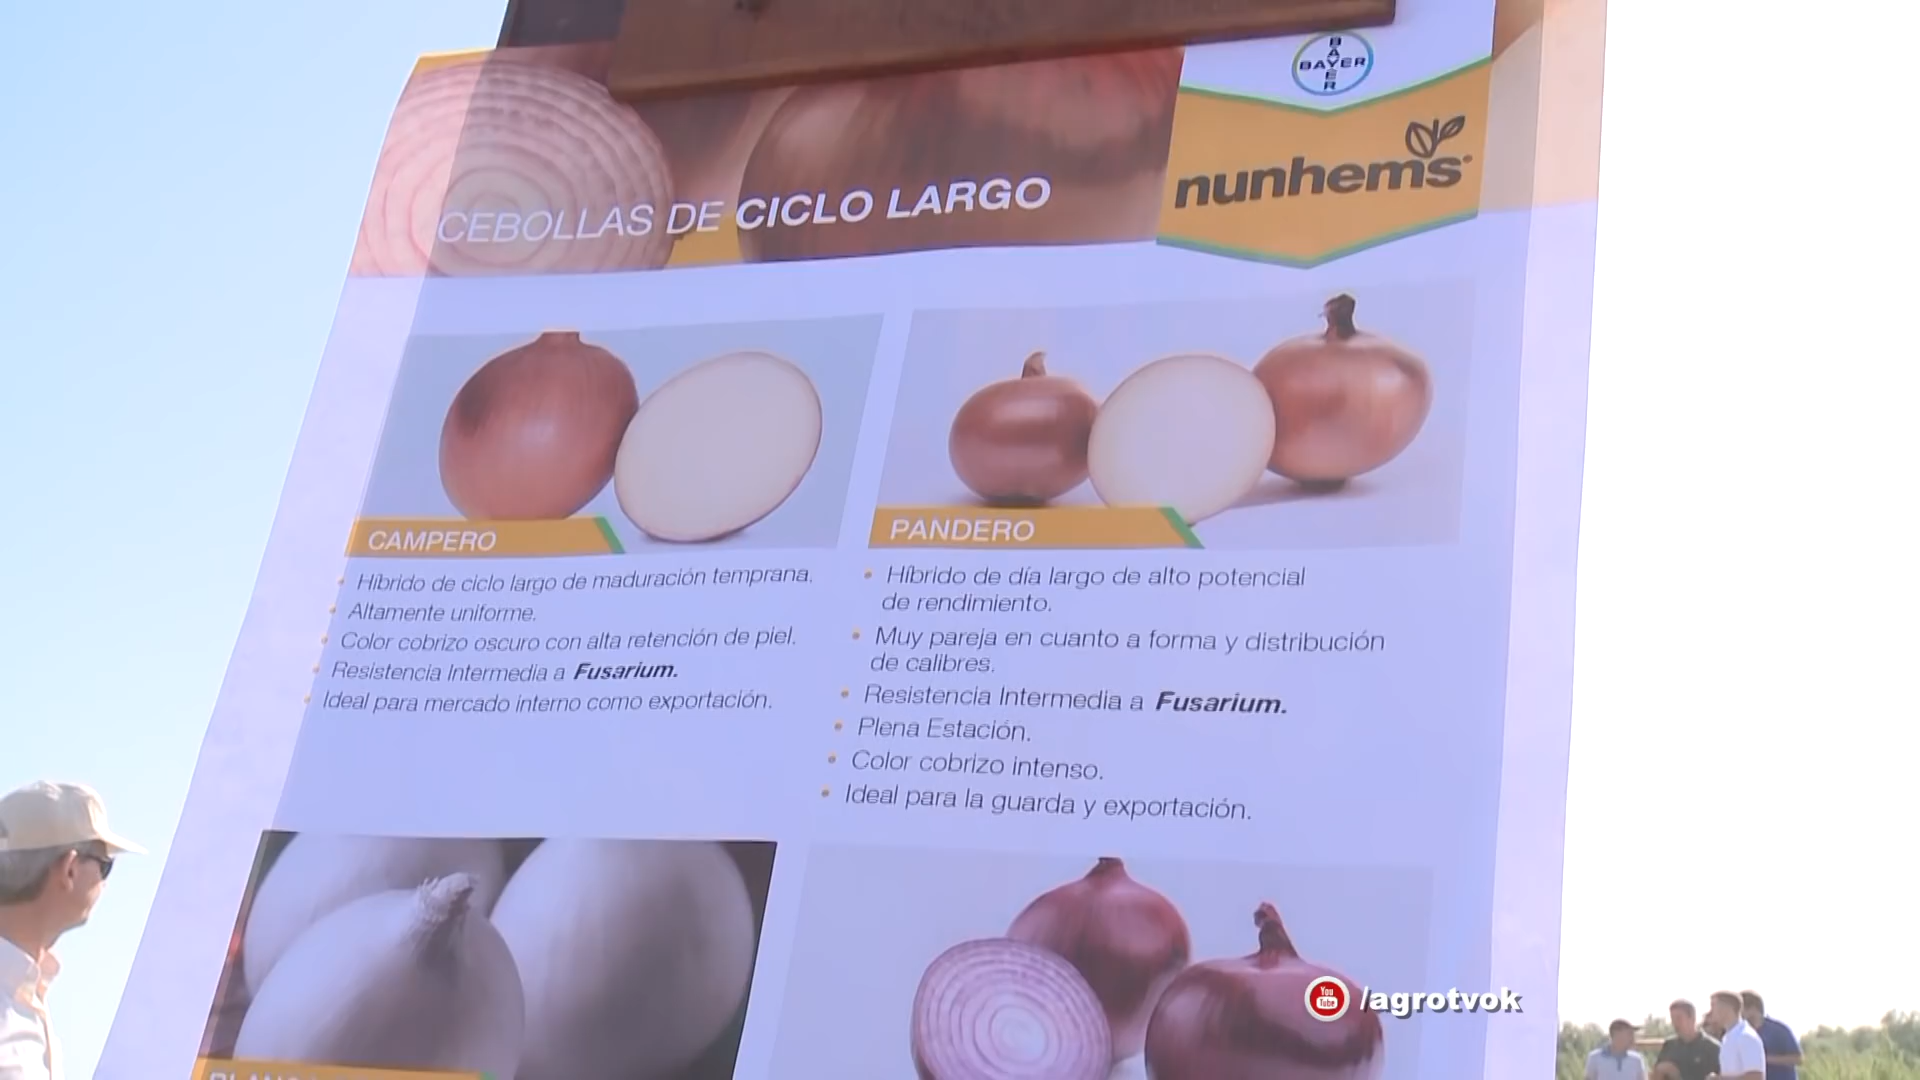 BAYER
BAYER
nunhems
CEBOLLAS DE CICLO LARGO
CAMPERO
Híbrido de ciclo largo de maduración temprana.
Altamente uniforme.
Color cobrizo oscuro con alta retención de piel.
Resistencia Intermedia a Fusarium.
Ideal para mercado interno como exportación.
PANDERO
Híbrido de día largo de alto potencial
de rendimiento.
Muy pareja en cuanto a forma y distribución
de calibres.
Resistencia Intermedia a Fusarium.
Plena Estación.
Color cobrizo intenso.
Ideal para la guarda y exportación.
You
Tube
/agrotvok